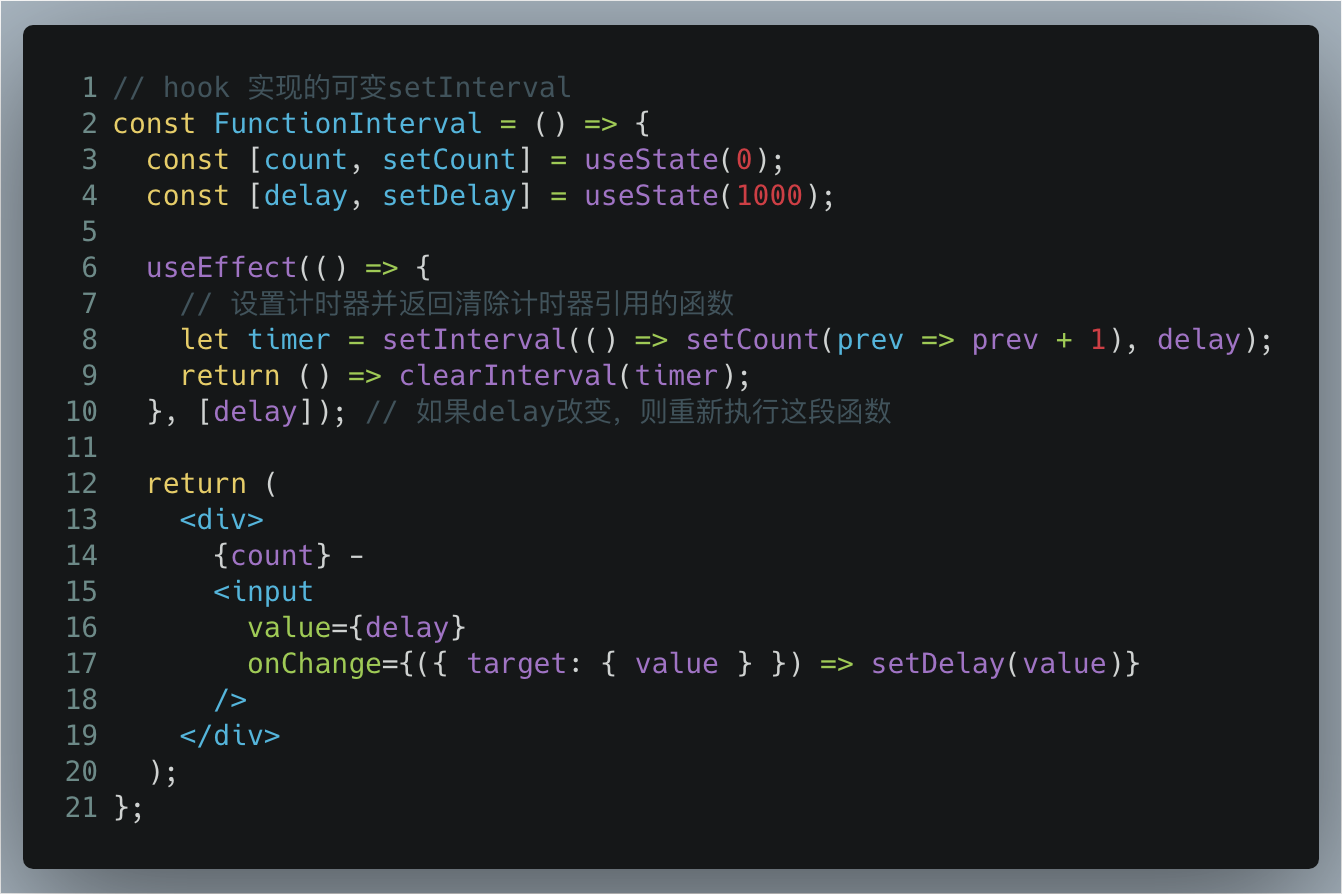 1 // hook 实现的可变setInterval
2 const FunctionInterval = () => {
3   const [count, setCount] = useState(0);
4   const [delay, setDelay] = useState(1000);
5
6   useEffect(() => {
7     // 设置计时器并返回清除计时器引用的函数
8     let timer = setInterval(() => setCount(prev => prev + 1), delay);
9     return () => clearInterval(timer);
10   }, [delay]); // 如果delay改变，则重新执行这段函数
11
12   return (
13     <div>
14       {count} -
15       <input
16         value={delay}
17         onChange={({ target: { value } }) => setDelay(value)}
18       />
19     </div>
20   );
21 };